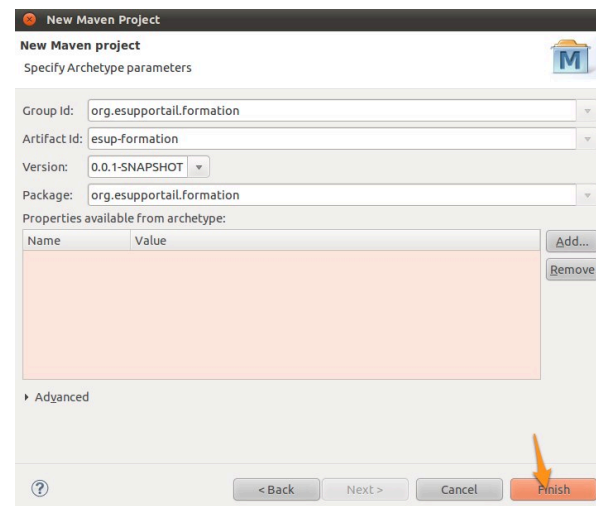 New Maven Project
New Maven project
Specify Archetype parameters
M
Group Id: org.esupportail.formation
Artifact Id: esup-formation
Version: 0.0.1-SNAPSHOT
Package: org.esupportail.formation
Properties available from archetype:
Name Value
Add...
Remove
Advanced
? < Back Next > Cancel Finish